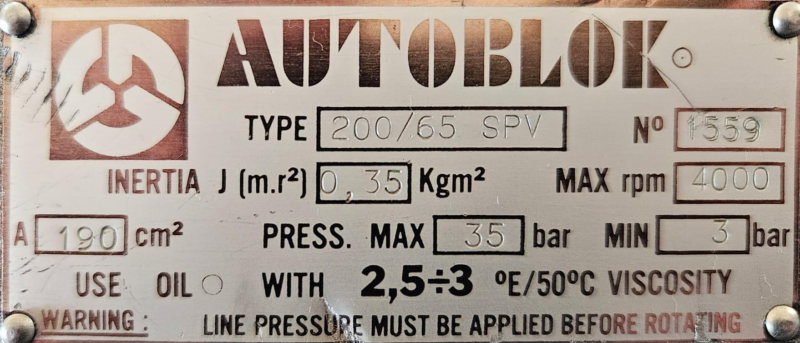 AUTOBLOK
TYPE 200/65 SPV Nº 1559
INERTIA J (m.r²) 0,35 Kgm² MAX rpm 4000
A 190 cm² PRESS. MAX 35 bar MIN 3 bar
USE OIL WITH 2,5÷3 ºE/50ºC VISCOSITY
WARNING: LINE PRESSURE MUST BE APPLIED BEFORE ROTATING